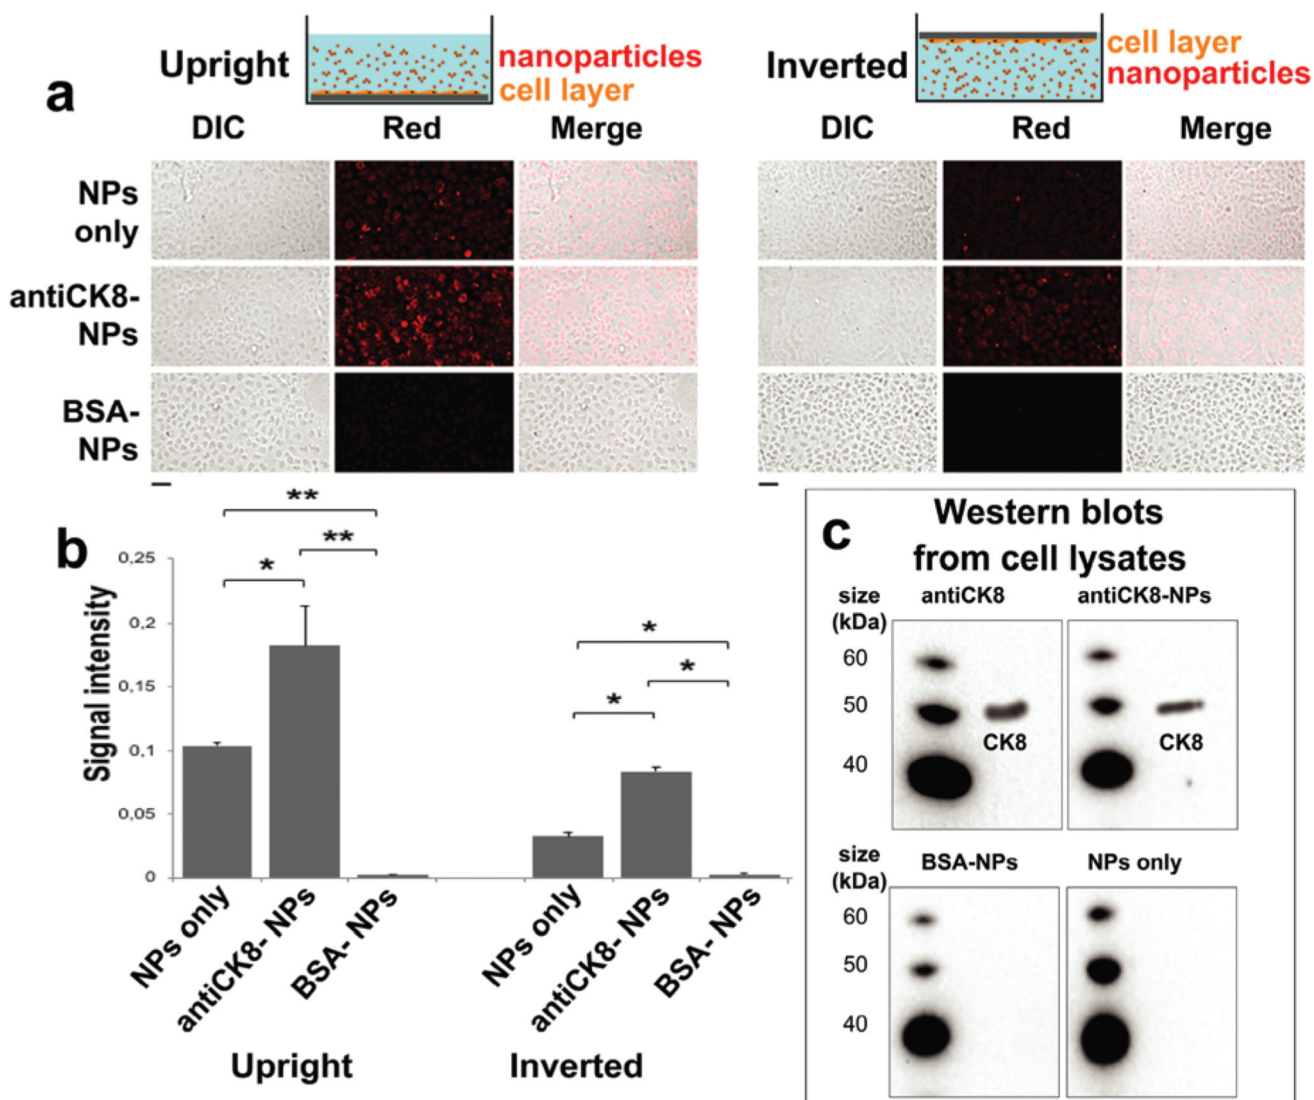 a
Upright
nanoparticles
cell layer
Inverted
cell layer
nanoparticles
DIC Red Merge
DIC Red Merge
NPs
only
antiCK8-
NPs
BSA-
NPs
b
** 
**
*
*
*
*
Signal intensity
0,25
0,2
0,15
0,1
0,05
0
NPs only
antiCK8- NPs
BSA- NPs
NPs only
antiCK8- NPs
BSA- NPs
Upright
Inverted
c
Western blots
from cell lysates
size
(kDa)
antiCK8
antiCK8-NPs
60
50
40
CK8
CK8
size
(kDa)
BSA-NPs
NPs only
60
50
40